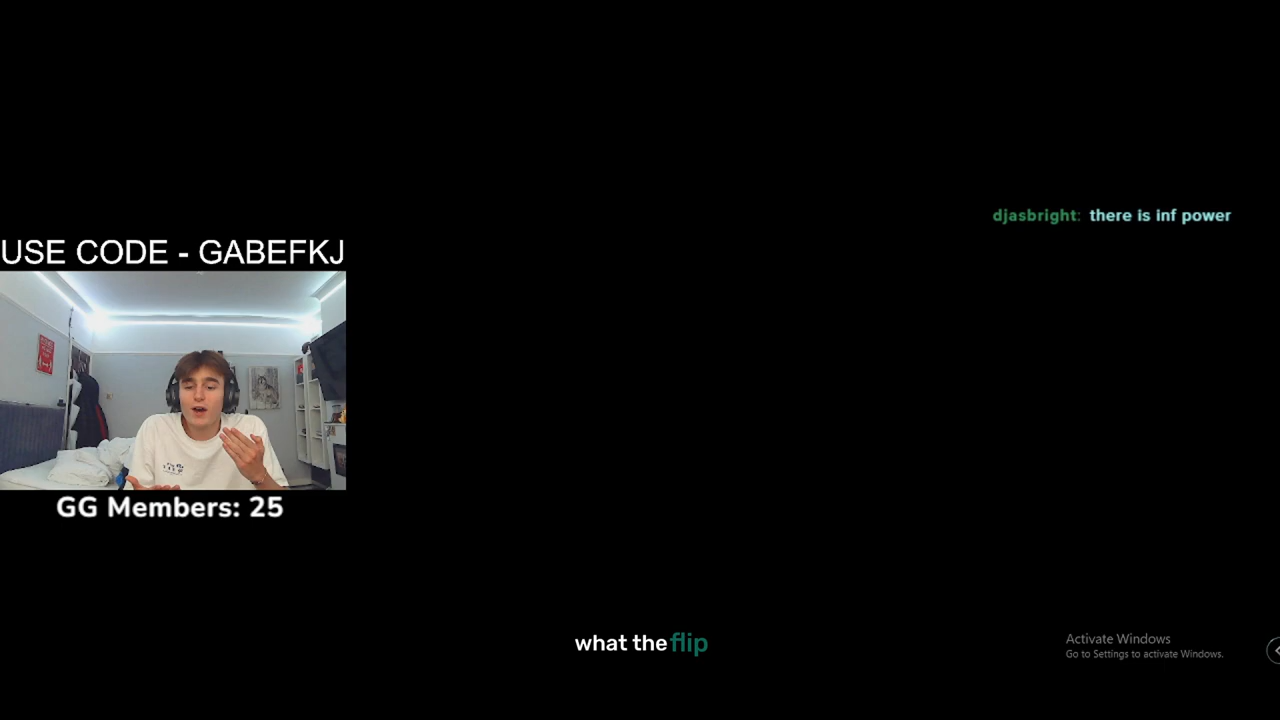 djasbright: there is inf power
USE CODE - GABEFKJ
GG Members: 25
what the flip
Activate Windows
Go to Settings to activate Windows.